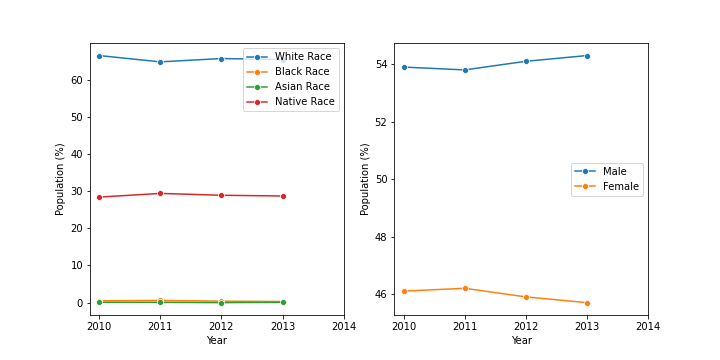 White Race
Black Race
Asian Race
Native Race
Population (%)
60
50
40
30
20
10
0
2010 2011 2012 2013 2014
Year
Population (%)
54
52
50
48
46
Male
Female
2010 2011 2012 2013 2014
Year